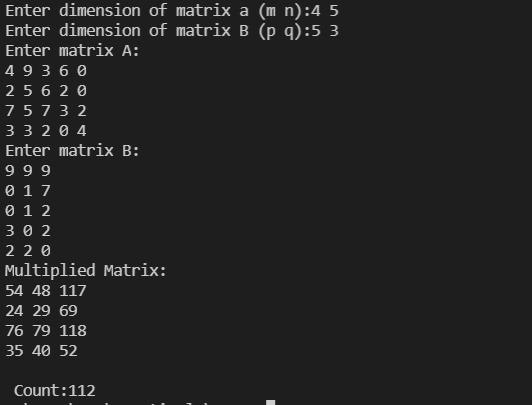 Enter dimension of matrix a (m n):4 5
Enter dimension of matrix B (p q):5 3
Enter matrix A:
4 9 3 6 0
2 5 6 2 0
7 5 7 3 2
3 3 2 0 4
Enter matrix B:
9 9 9
0 1 7
0 1 2
3 0 2
2 2 0
Multiplied Matrix:
54 48 117
24 29 69
76 79 118
35 40 52
Count:112